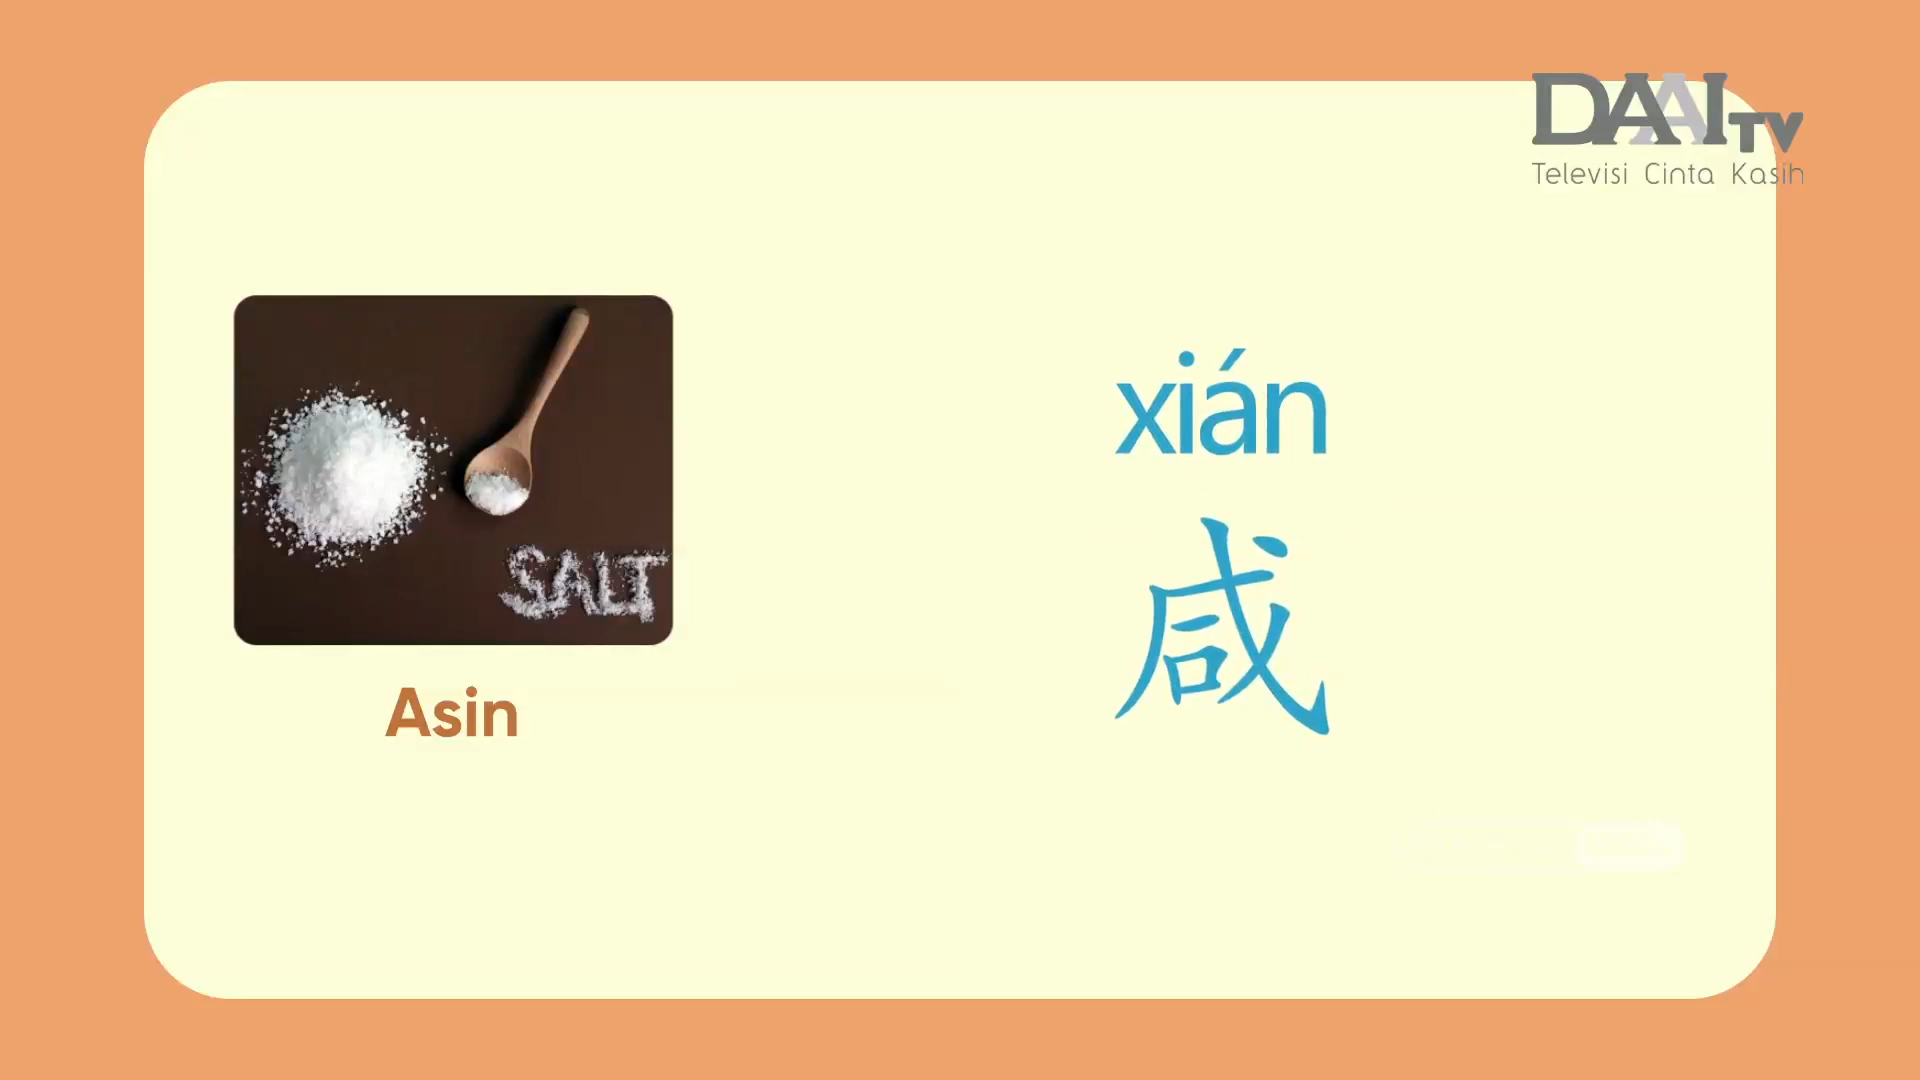 DAAI TV
Televisi Cinta Kasih
SALT
Asin
xián
咸